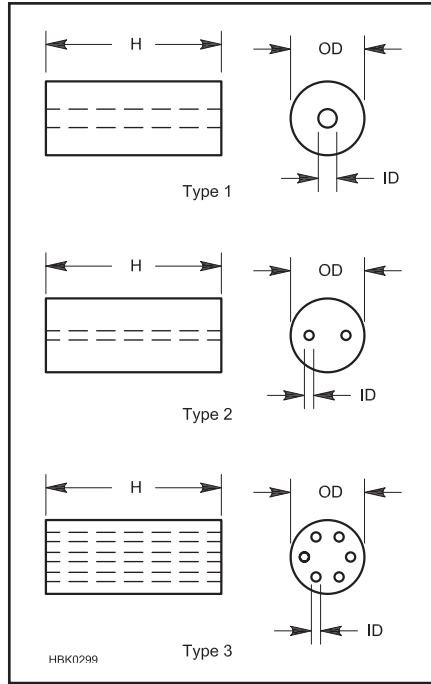 H OD
ID
Type 1
H OD
ID
Type 2
H OD
ID
Type 3
HBK0299